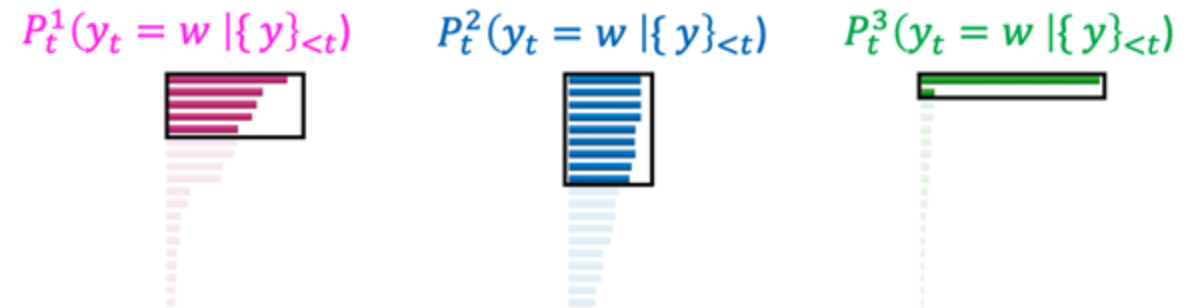 P_t^1(y_t = w |{ y}_{<t}) P_t^2(y_t = w |{ y}_{<t}) P_t^3(y_t = w |{ y}_{<t})